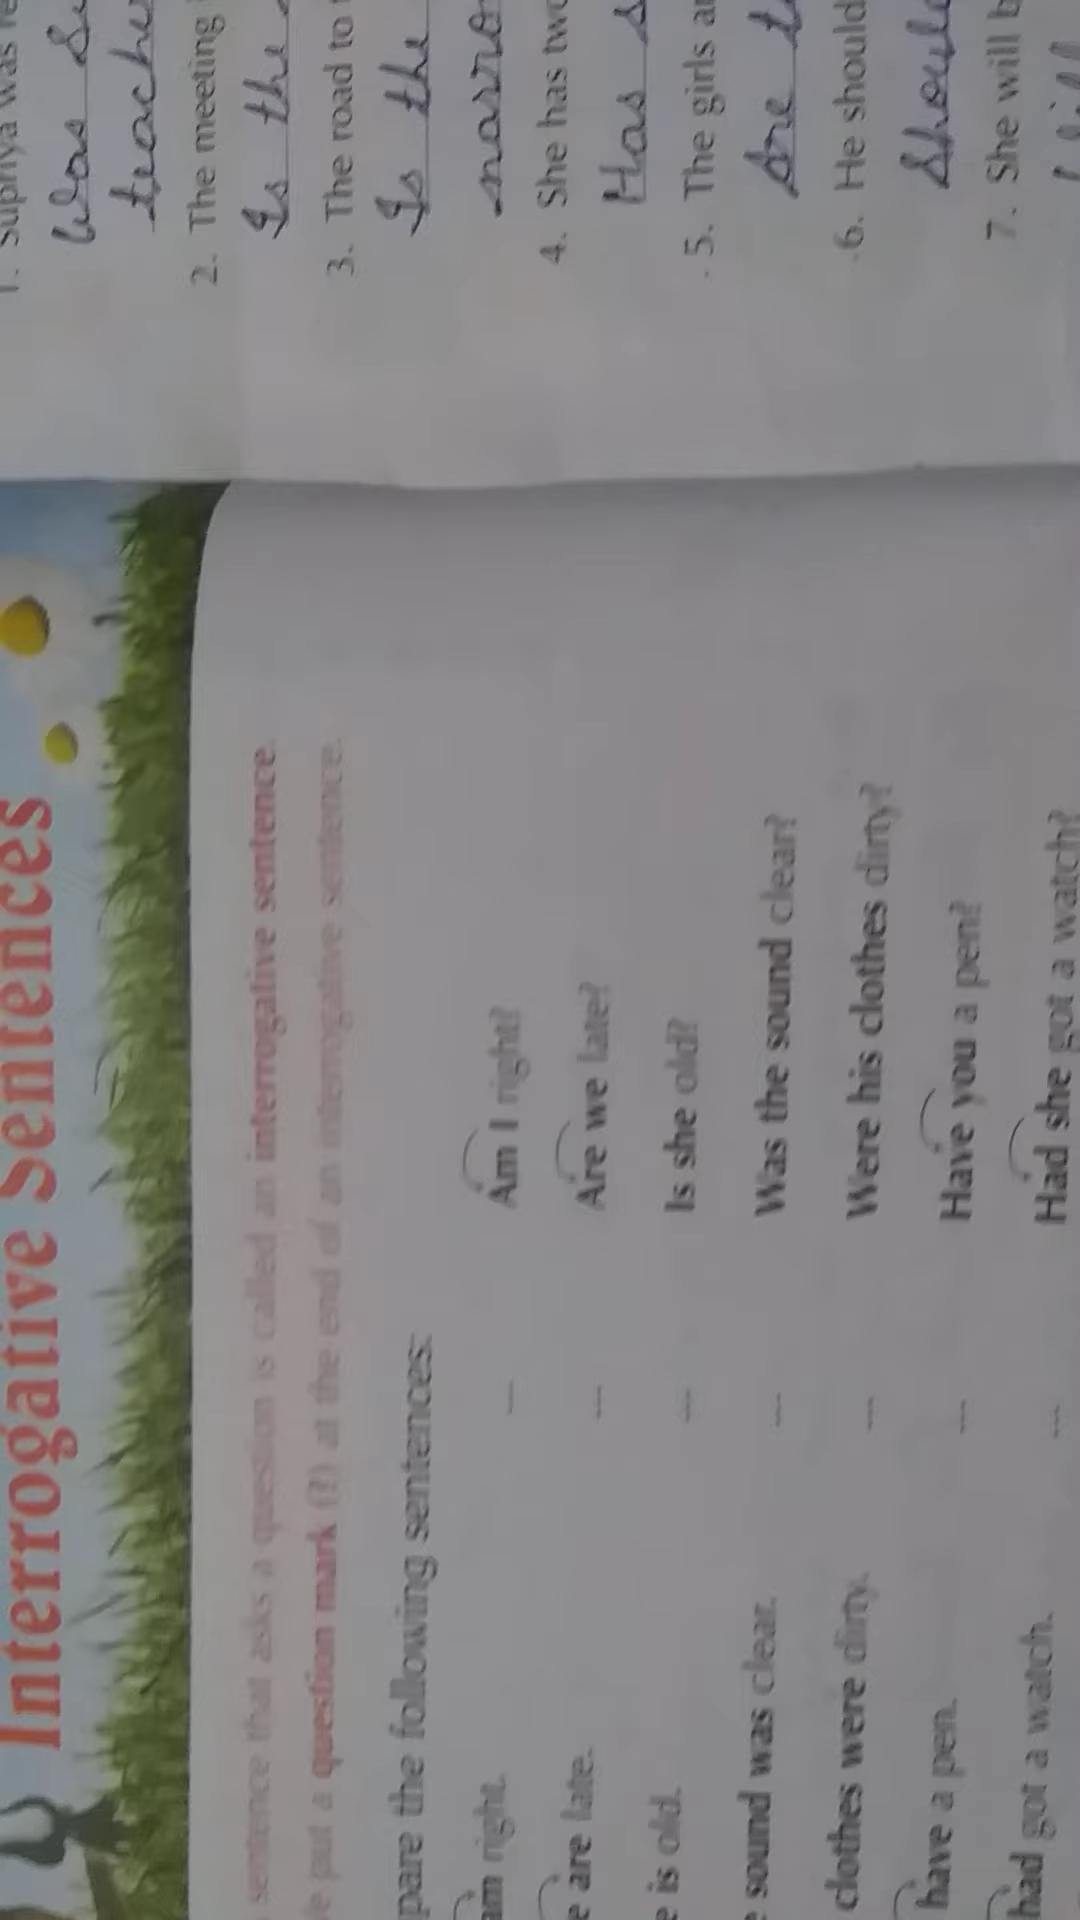 Interrogative Sentences
sentence that asks a question is called an interrogative sentence.
put a question mark (?) at the end of an interrogative sentence.
pare the following sentences:
am right. --- Am I right?
e are late. --- Are we late?
e is old. --- Is she old?
e sound was clear. --- Was the sound clear?
clothes were dirty. --- Were his clothes dirty?
have a pen. --- Have you a pen?
had got a watch. --- Had she got a watch?
1. Supriya was
Was Su
teache
2. The meeting
Is the
3. The road to
Is the
narro
4. She has two
Has s
5. The girls ar
Are t
6. He should
Shoul
7. She will b